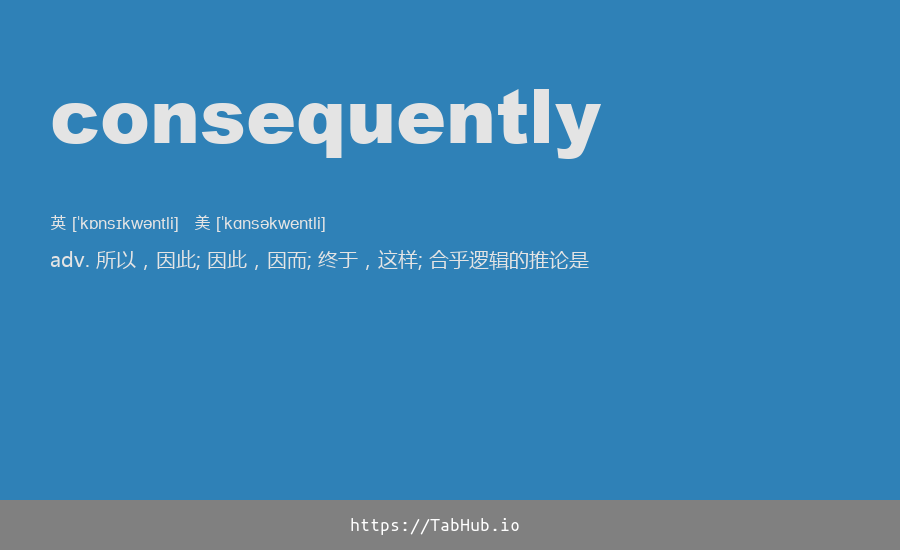 consequently
英 [ˈkɒnsɪkwəntli] 美 [ˈkɑnsəkwentli]
adv. 所以，因此; 因此，因而; 终于，这样; 合乎逻辑的推论是
https://TabHub.io